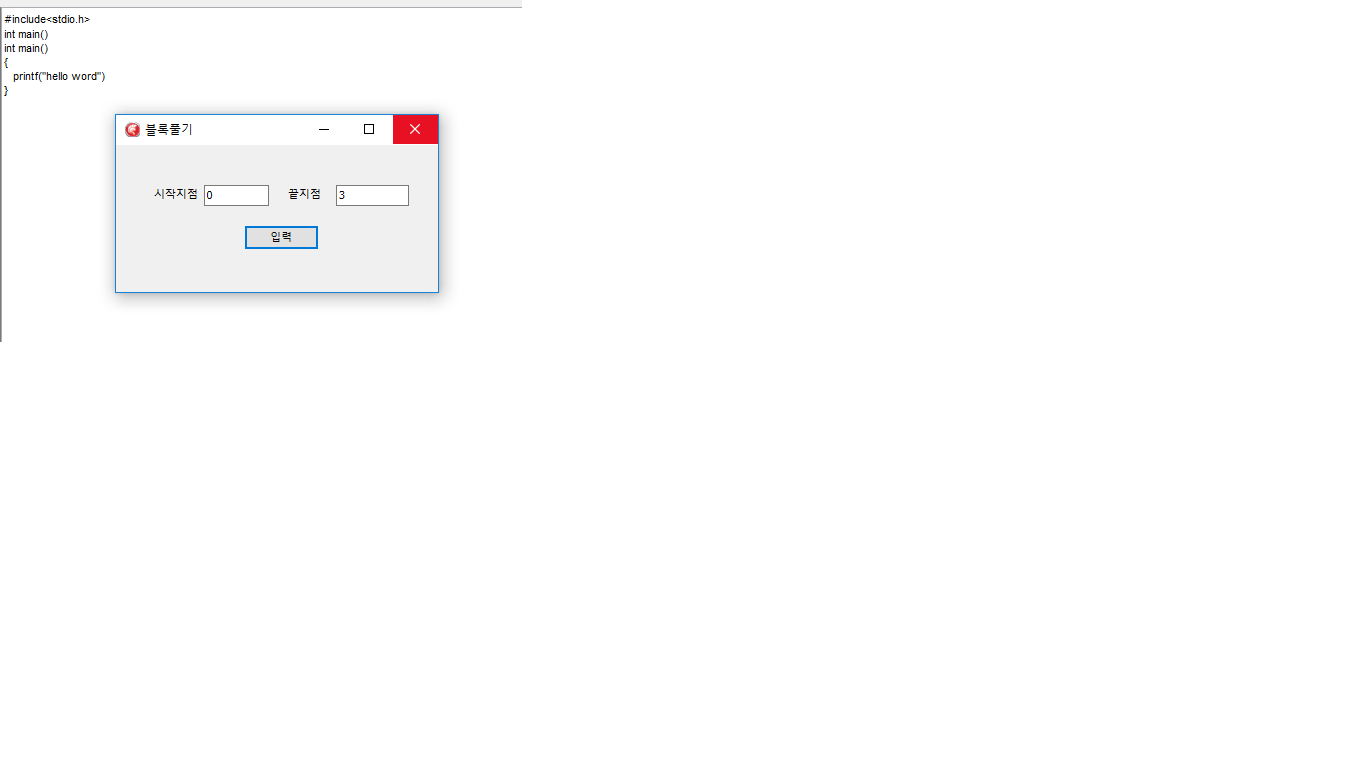 #include<stdio.h>
int main()
int main()
{
   printf("hello word")
}
블록풀기
시작지점 0 끝지점 3
입력